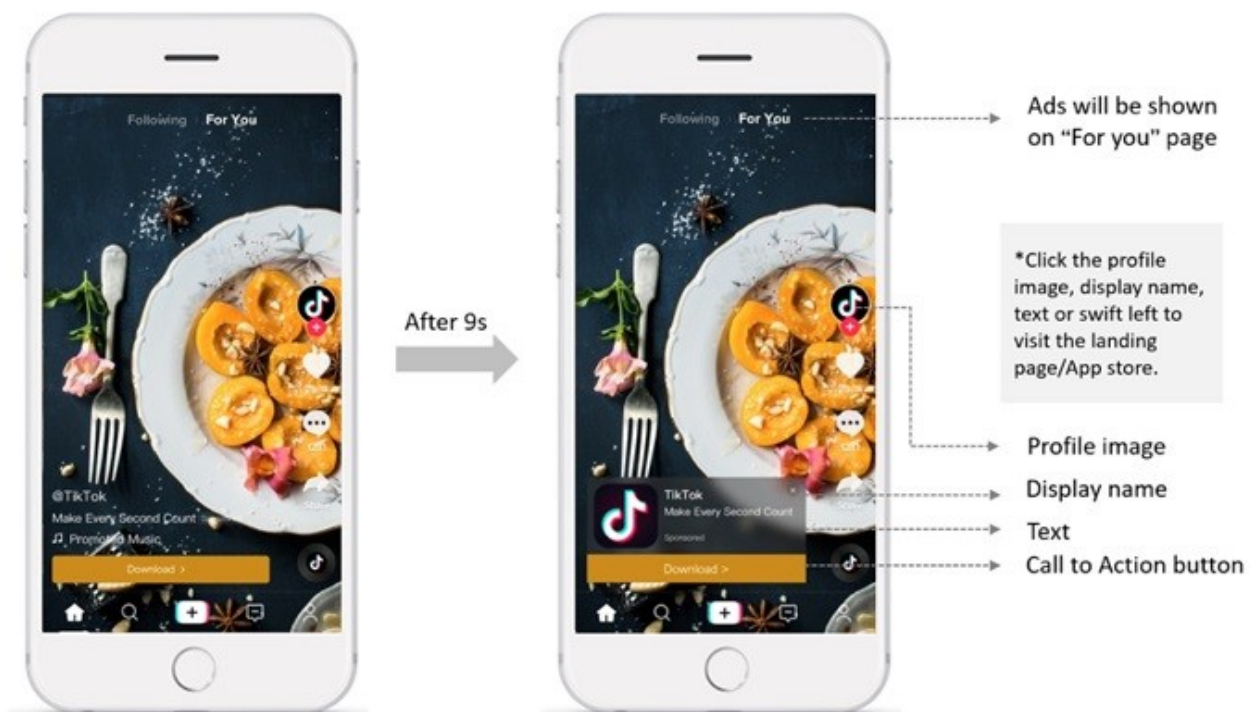 Following For You
@TikTok
Make Every Second Count
Promoted Music
Download >
After 9s
Following For You
TikTok
Make Every Second Count
Sponsored
Download >
Ads will be shown
on “For you” page
*Click the profile
image, display name,
text or swift left to
visit the landing
page/App store.
Profile image
Display name
Text
Call to Action button